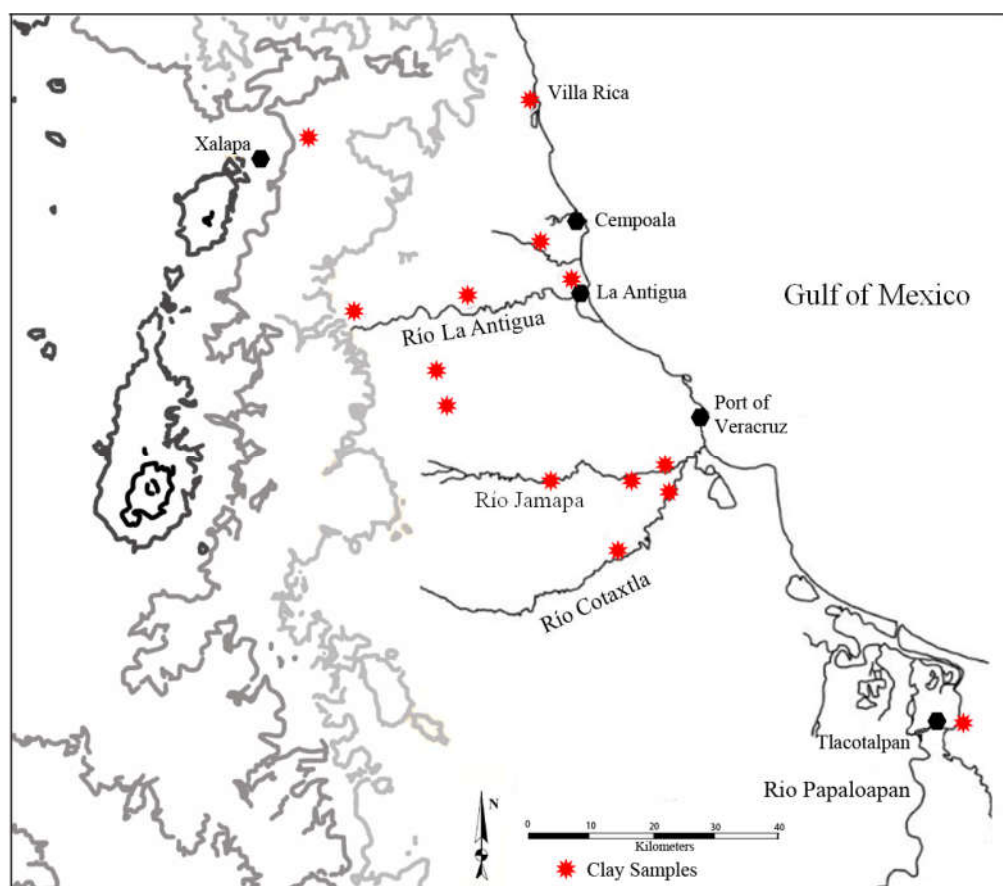 Villa Rica
Xalapa
Cempoala
La Antigua
Gulf of Mexico
Río La Antigua
Port of
Veracruz
Río Jamapa
Río Cotaxtla
Tlacotalpan
Rio Papaloapan
N
0 10 20 30 40
Kilometers
Clay Samples